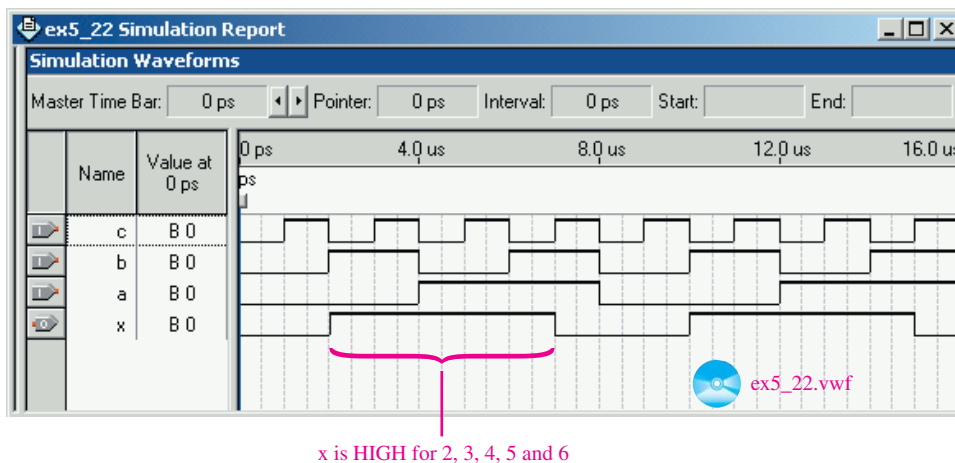 ex5_22 Simulation Report
Simulation Waveforms
Master Time Bar: 0 ps Pointer: 0 ps Interval: 0 ps Start: End:
Name Value at 0 ps
0 ps 4.0 us 8.0 us 12.0 us 16.0 us
ps
c B 0
b B 0
a B 0
x B 0
ex5_22.vwf
x is HIGH for 2, 3, 4, 5 and 6